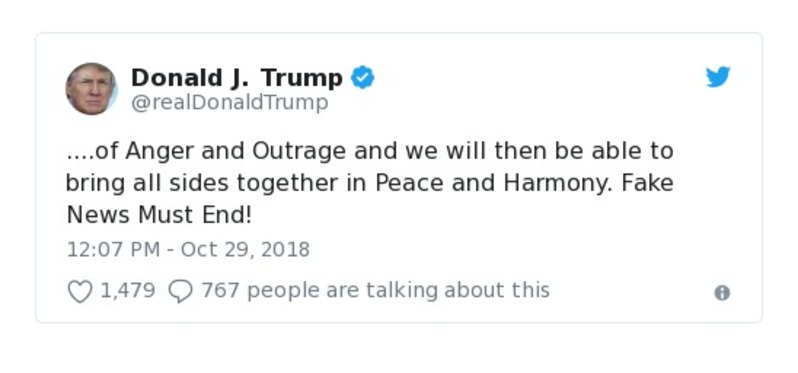 Donald J. Trump
@realDonaldTrump
....of Anger and Outrage and we will then be able to
bring all sides together in Peace and Harmony. Fake
News Must End!
12:07 PM - Oct 29, 2018
1,479 767 people are talking about this